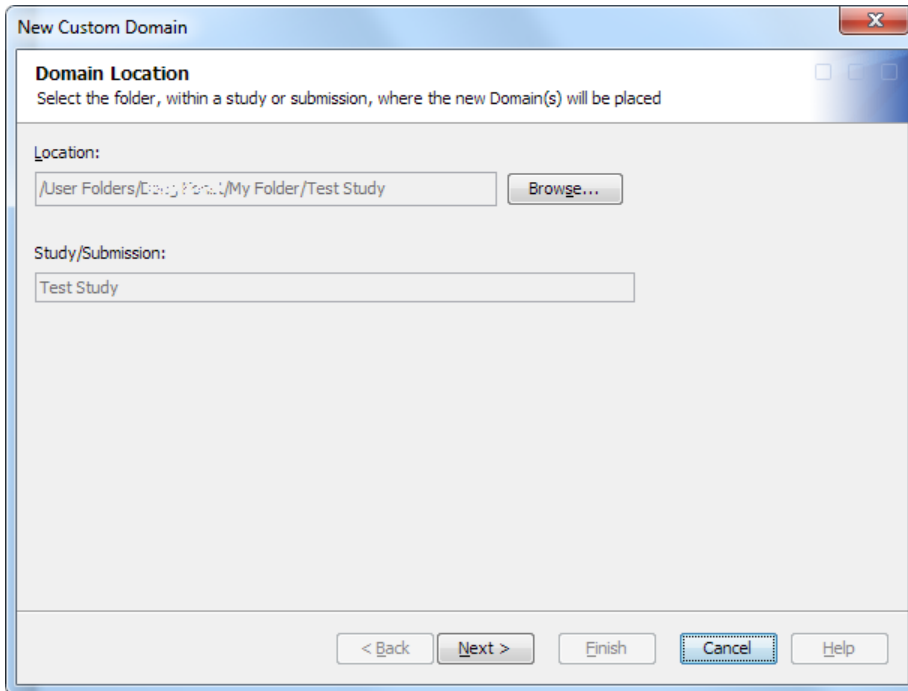 New Custom Domain
Domain Location
Select the folder, within a study or submission, where the new Domain(s) will be placed
Location:
/User Folders/ /My Folder/Test Study
Browse...
Study/Submission:
Test Study
< Back Next > Finish Cancel Help